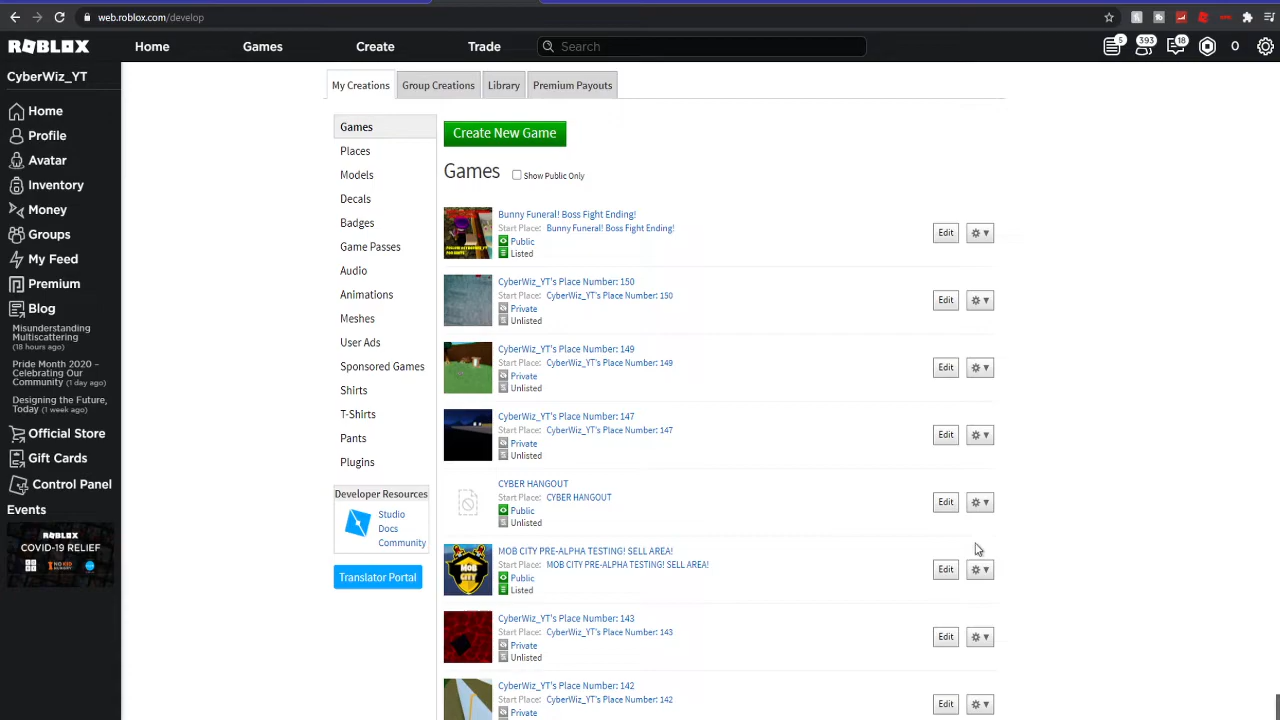 web.roblox.com/develop
ROBLOX
Home
Games
Create
Trade
Search
5
393
18
0
CyberWiz_YT
Home
Profile
Avatar
Inventory
Money
Groups
My Feed
Premium
Blog
Misunderstanding
Multiscattering
(18 hours ago)
Pride Month 2020 –
Celebrating Our
Community (1 day ago)
Designing the Future,
Today (1 week ago)
Official Store
Gift Cards
Control Panel
Events
ROBLOX
COVID-19 RELIEF
My Creations
Group Creations
Library
Premium Payouts
Games
Places
Models
Decals
Badges
Game Passes
Audio
Animations
Meshes
User Ads
Sponsored Games
Shirts
T-Shirts
Pants
Plugins
Developer Resources
Studio
Docs
Community
Translator Portal
Create New Game
Games
Show Public Only
Bunny Funeral! Boss Fight Ending!
Start Place: Bunny Funeral! Boss Fight Ending!
Public
Listed
Edit
CyberWiz_YT's Place Number: 150
Start Place: CyberWiz_YT's Place Number: 150
Private
Unlisted
Edit
CyberWiz_YT's Place Number: 149
Start Place: CyberWiz_YT's Place Number: 149
Private
Unlisted
Edit
CyberWiz_YT's Place Number: 147
Start Place: CyberWiz_YT's Place Number: 147
Private
Unlisted
Edit
CYBER HANGOUT
Start Place: CYBER HANGOUT
Public
Unlisted
Edit
MOB CITY
MOB CITY PRE-ALPHA TESTING! SELL AREA!
Start Place: MOB CITY PRE-ALPHA TESTING! SELL AREA!
Public
Listed
Edit
CyberWiz_YT's Place Number: 143
Start Place: CyberWiz_YT's Place Number: 143
Private
Unlisted
Edit
CyberWiz_YT's Place Number: 142
Start Place: CyberWiz_YT's Place Number: 142
Private
Edit